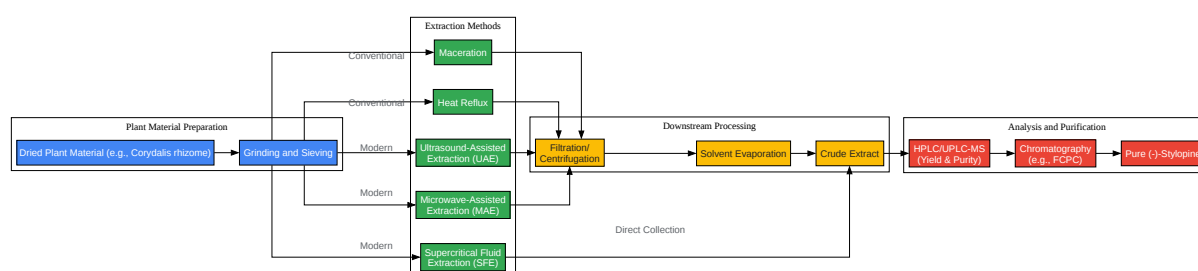 Extraction Methods
Conventional
Maceration
Conventional
Heat Reflux
Plant Material Preparation
Dried Plant Material (e.g., Corydalis rhizome)
Grinding and Sieving
Modern
Ultrasound-Assisted
Extraction (UAE)
Modern
Microwave-Assisted
Extraction (MAE)
Modern
Supercritical Fluid
Extraction (SFE)
Downstream Processing
Filtration/
Centrifugation
Solvent Evaporation
Crude Extract
Direct Collection
Analysis and Purification
HPLC/UPLC-MS
(Yield & Purity)
Chromatography
(e.g., FCPC)
Pure (-)-Stylopine